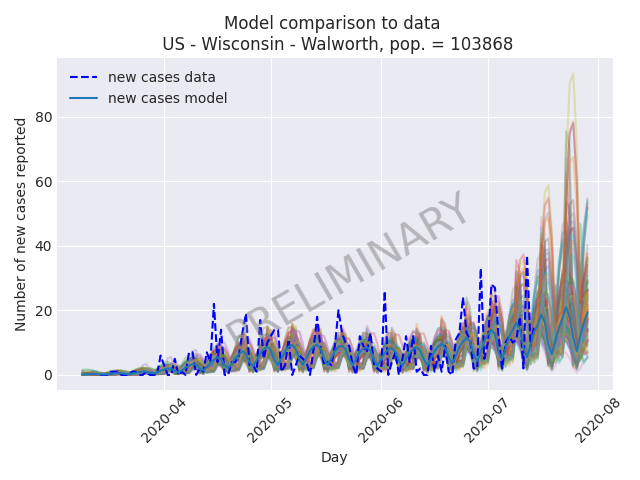 Model comparison to data
US - Wisconsin - Walworth, pop. = 103868
new cases data
new cases model
Number of new cases reported
80
60
40
20
0
PRELIMINARY
2020-04
2020-05
2020-06
2020-07
2020-08
Day